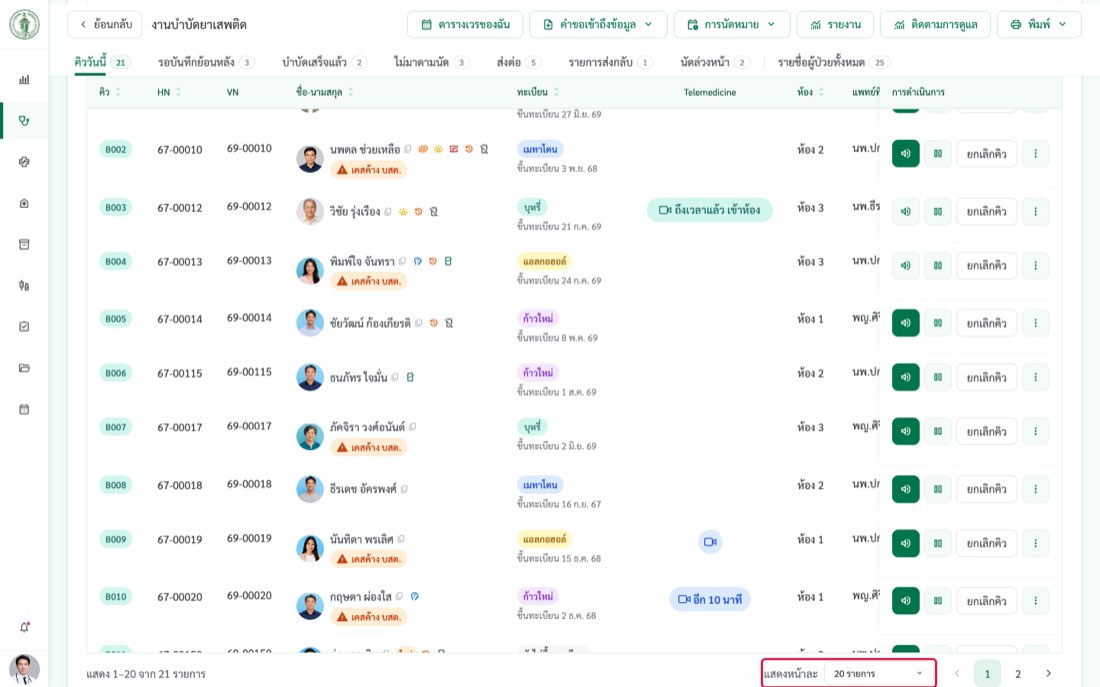 ย้อนกลับ งานบำบัดยาเสพติด ตารางเวรของฉัน คำขอเข้าถึงข้อมูล การนัดหมาย รายงาน ติดตามการดูแล พิมพ์
คิววันนี้ 21 รอบันทึกย้อนหลัง 3 บำบัดเสร็จแล้ว 2 ไม่มาตามนัด 3 ส่งต่อ 5 รายการส่งกลับ 1 นัดล่วงหน้า 2 รายชื่อผู้ป่วยทั้งหมด 25
คิว HN VN ชื่อ-นามสกุล ทะเบียน Telemedicine ห้อง แพทย์ การดำเนินการ
ขึ้นทะเบียน 27 มิ.ย. 69
B002 67-00010 69-00010 นพดล ช่วยเหลือ เมทาโดน ห้อง 2 นพ.ปก ยกเลิกคิว
เคสค้าง บสต. ขึ้นทะเบียน 3 พ.ย. 68
B003 67-00012 69-00012 วิชัย รุ่งเรือง บุหรี่ ถึงเวลาแล้ว เข้าห้อง ห้อง 3 นพ.ธีร ยกเลิกคิว
ขึ้นทะเบียน 21 ก.ค. 69
B004 67-00013 69-00013 พิมพ์ใจ จันทรา แอลกอฮอล์ ห้อง 3 นพ.ปก ยกเลิกคิว
เคสค้าง บสต. ขึ้นทะเบียน 24 ก.ค. 69
B005 67-00014 69-00014 ชัยวัฒน์ ก้องเกียรติ ก้าวใหม่ ห้อง 1 พญ.ศิ ยกเลิกคิว
ขึ้นทะเบียน 8 พ.ค. 69
B006 67-00115 69-00115 ธนภัทร ใจมั่น ก้าวใหม่ ห้อง 2 นพ.ปก ยกเลิกคิว
ขึ้นทะเบียน 1 ส.ค. 69
B007 67-00017 69-00017 ภัคจิรา วงศ์อนันต์ บุหรี่ ห้อง 3 พญ.ศิ ยกเลิกคิว
เคสค้าง บสต. ขึ้นทะเบียน 2 มิ.ย. 69
B008 67-00018 69-00018 ธีรเดช อัครพงศ์ เมทาโดน ห้อง 2 นพ.ปก ยกเลิกคิว
ขึ้นทะเบียน 16 ก.ย. 67
B009 67-00019 69-00019 นันทิดา พรเลิศ แอลกอฮอล์ ห้อง 1 นพ.ปก ยกเลิกคิว
เคสค้าง บสต. ขึ้นทะเบียน 15 ธ.ค. 68
B010 67-00020 69-00020 กฤษดา ผ่องใส ก้าวใหม่ อีก 10 นาที ห้อง 1 พญ.ศิ ยกเลิกคิว
เคสค้าง บสต. ขึ้นทะเบียน 2 ธ.ค. 68
แสดง 1–20 จาก 21 รายการ แสดงหน้าละ 20 รายการ 1 2